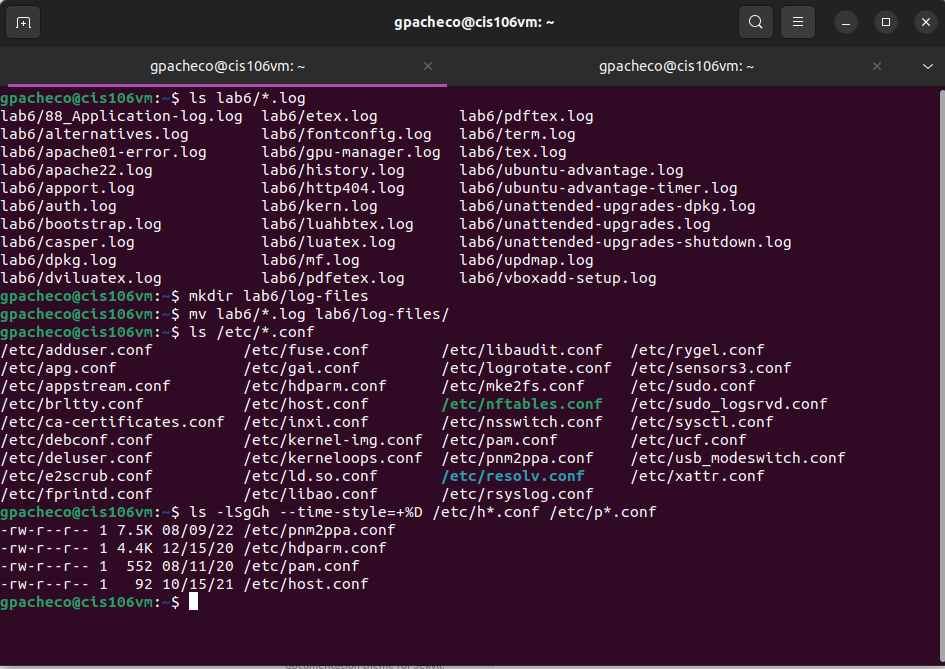 gpacheco@cis106vm: ~
gpacheco@cis106vm: ~ gpacheco@cis106vm: ~
gpacheco@cis106vm:~$ ls lab6/*.log
lab6/88_Application-log.log lab6/etex.log lab6/pdftex.log
lab6/alternatives.log lab6/fontconfig.log lab6/term.log
lab6/apache01-error.log lab6/gpu-manager.log lab6/tex.log
lab6/apache22.log lab6/history.log lab6/ubuntu-advantage.log
lab6/apport.log lab6/http404.log lab6/ubuntu-advantage-timer.log
lab6/auth.log lab6/kern.log lab6/unattended-upgrades-dpkg.log
lab6/bootstrap.log lab6/luahbtex.log lab6/unattended-upgrades.log
lab6/casper.log lab6/luatex.log lab6/unattended-upgrades-shutdown.log
lab6/dpkg.log lab6/mf.log lab6/updmap.log
lab6/dviluatex.log lab6/pdfetex.log lab6/vboxadd-setup.log
gpacheco@cis106vm:~$ mkdir lab6/log-files
gpacheco@cis106vm:~$ mv lab6/*.log lab6/log-files/
gpacheco@cis106vm:~$ ls /etc/*.conf
/etc/adduser.conf /etc/fuse.conf /etc/libaudit.conf /etc/rygel.conf
/etc/apg.conf /etc/gai.conf /etc/logrotate.conf /etc/sensors3.conf
/etc/appstream.conf /etc/hdparm.conf /etc/mke2fs.conf /etc/sudo.conf
/etc/brltty.conf /etc/host.conf /etc/nftables.conf /etc/sudo_logsrvd.conf
/etc/ca-certificates.conf /etc/inxi.conf /etc/nsswitch.conf /etc/sysctl.conf
/etc/debconf.conf /etc/kernel-img.conf /etc/pam.conf /etc/ucf.conf
/etc/deluser.conf /etc/kerneloops.conf /etc/pnm2ppa.conf /etc/usb_modeswitch.conf
/etc/e2scrub.conf /etc/ld.so.conf /etc/resolv.conf /etc/xattr.conf
/etc/fprintd.conf /etc/libao.conf /etc/rsyslog.conf
gpacheco@cis106vm:~$ ls -lSgGh --time-style=+%D /etc/h*.conf /etc/p*.conf
-rw-r--r-- 1 7.5K 08/09/22 /etc/pnm2ppa.conf
-rw-r--r-- 1 4.4K 12/15/20 /etc/hdparm.conf
-rw-r--r-- 1 552 08/11/20 /etc/pam.conf
-rw-r--r-- 1 92 10/15/21 /etc/host.conf
gpacheco@cis106vm:~$